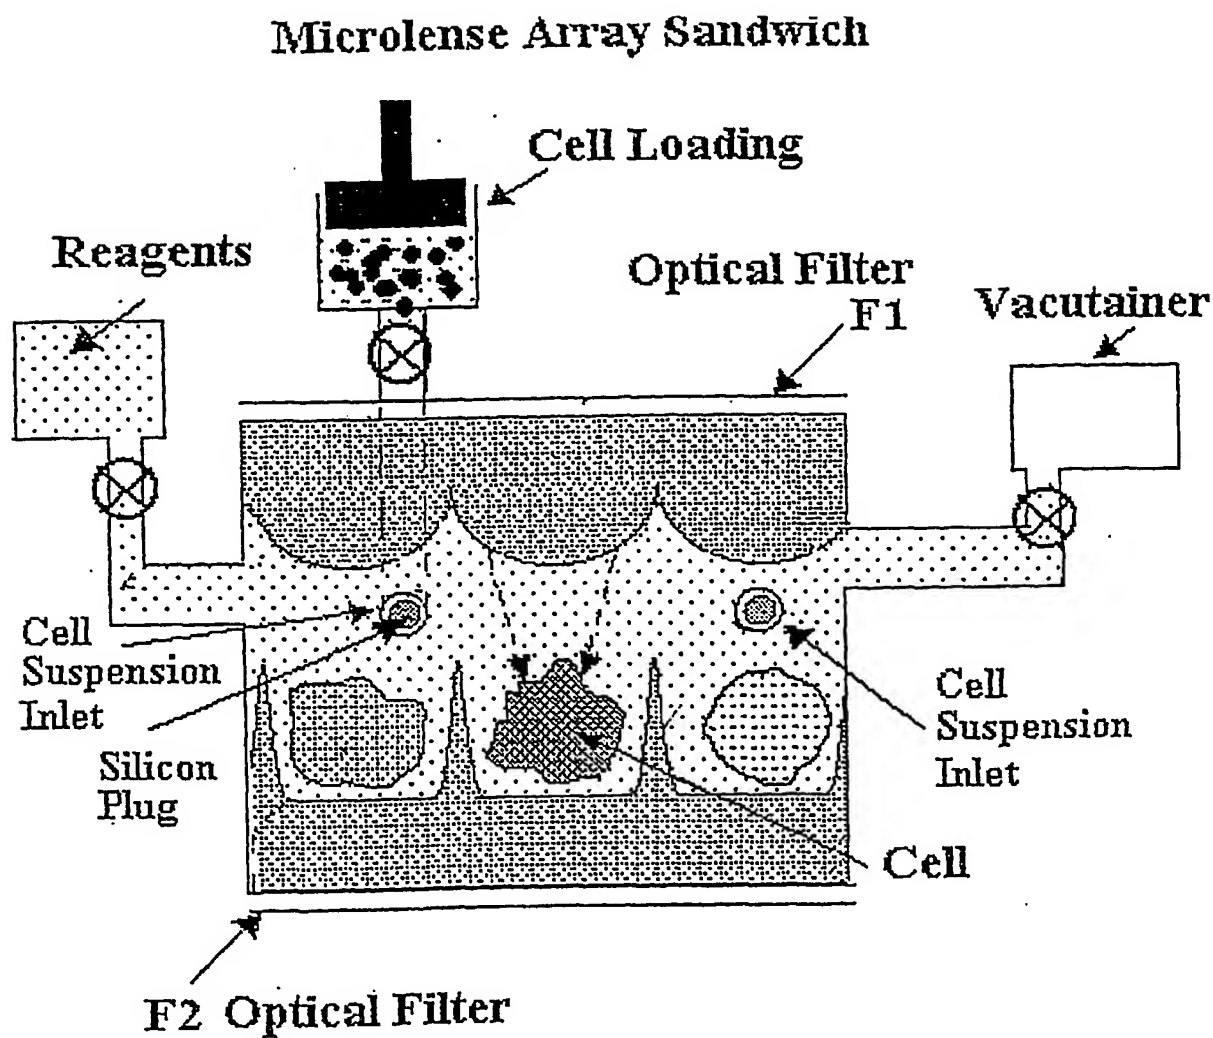 Microlense Array Sandwich
Cell Loading
Reagents
Optical Filter
F1
Vacutainer
Cell
Suspension
Inlet
Silicon
Plug
Cell
Suspension
Inlet
Cell
F2 Optical Filter